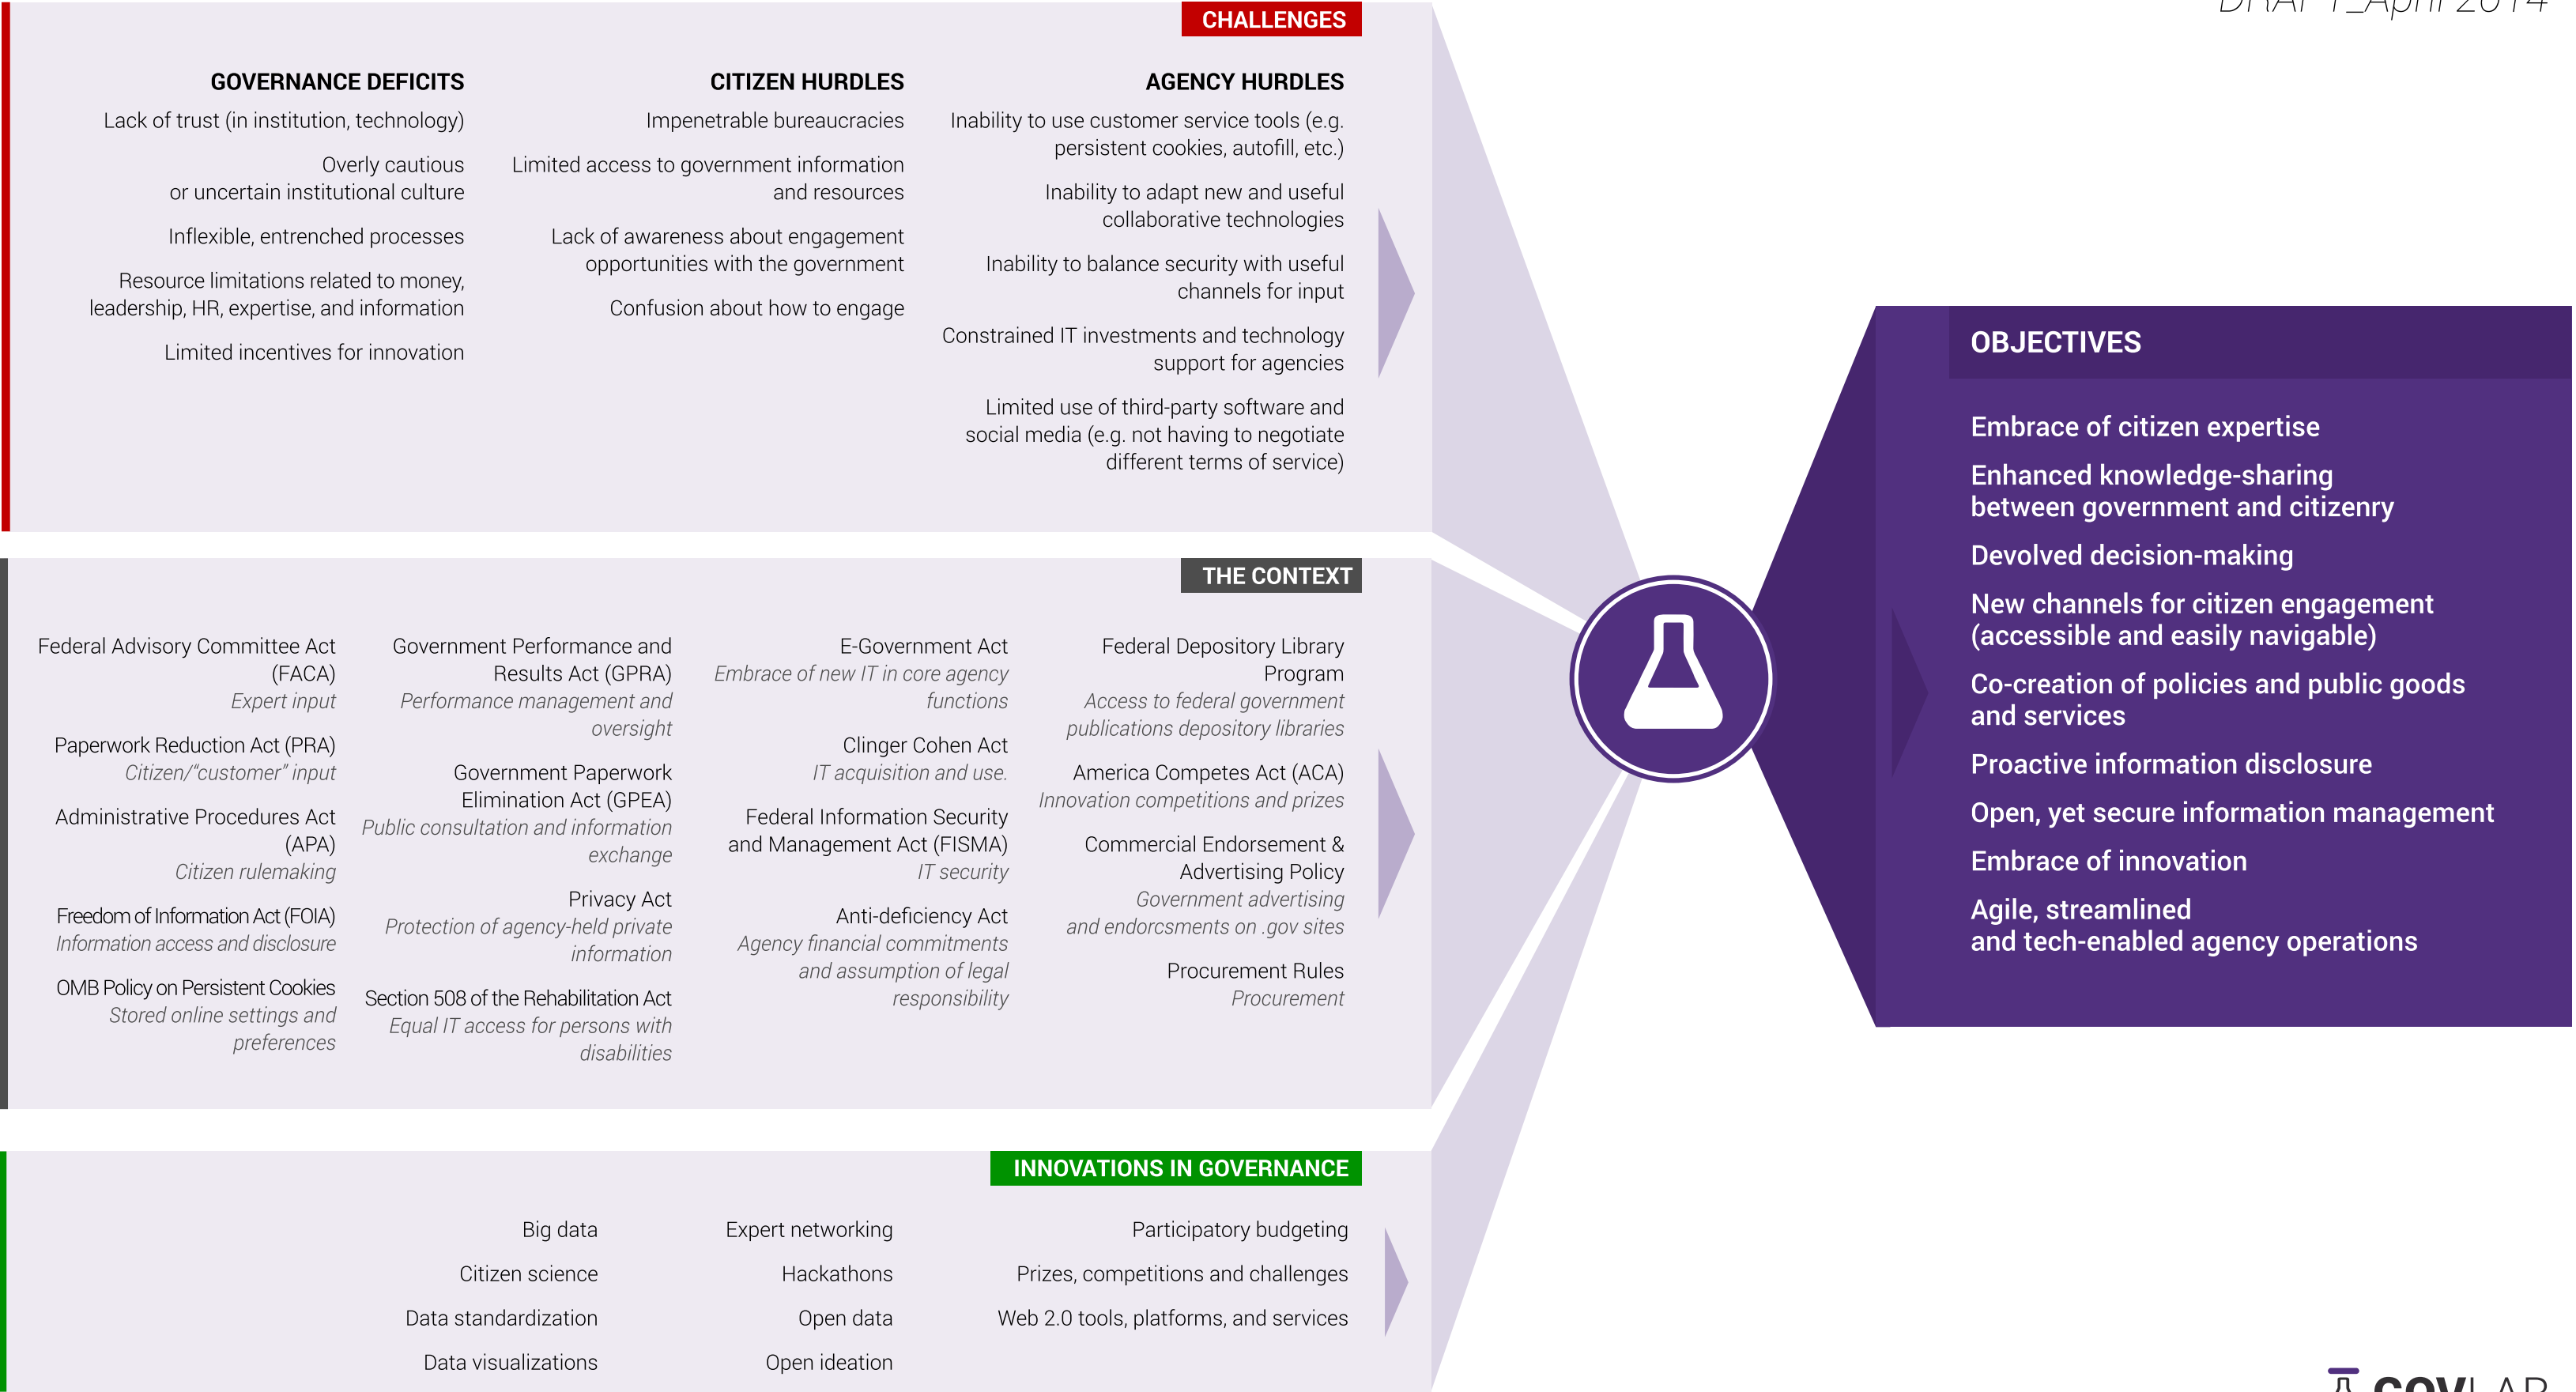 DRAFT_April 2014
CHALLENGES
GOVERNANCE DEFICITS
Lack of trust (in institution, technology)
Overly cautious
or uncertain institutional culture
Inflexible, entrenched processes
Resource limitations related to money,
leadership, HR, expertise, and information
Limited incentives for innovation
CITIZEN HURDLES
Impenetrable bureaucracies
Limited access to government information
and resources
Lack of awareness about engagement
opportunities with the government
Confusion about how to engage
AGENCY HURDLES
Inability to use customer service tools (e.g.
persistent cookies, autofill, etc.)
Inability to adapt new and useful
collaborative technologies
Inability to balance security with useful
channels for input
Constrained IT investments and technology
support for agencies
Limited use of third-party software and
social media (e.g. not having to negotiate
different terms of service)
THE CONTEXT
Federal Advisory Committee Act
(FACA)
Expert input
Paperwork Reduction Act (PRA)
Citizen/“customer” input
Administrative Procedures Act
(APA)
Citizen rulemaking
Freedom of Information Act (FOIA)
Information access and disclosure
OMB Policy on Persistent Cookies
Stored online settings and
preferences
Government Performance and
Results Act (GPRA)
Performance management and
oversight
Government Paperwork
Elimination Act (GPEA)
Public consultation and information
exchange
Privacy Act
Protection of agency-held private
information
Section 508 of the Rehabilitation Act
Equal IT access for persons with
disabilities
E-Government Act
Embrace of new IT in core agency
functions
Clinger Cohen Act
IT acquisition and use.
Federal Information Security
and Management Act (FISMA)
IT security
Anti-deficiency Act
Agency financial commitments
and assumption of legal
responsibility
Federal Depository Library
Program
Access to federal government
publications depository libraries
America Competes Act (ACA)
Innovation competitions and prizes
Commercial Endorsement &
Advertising Policy
Government advertising
and endorcsments on .gov sites
Procurement Rules
Procurement
INNOVATIONS IN GOVERNANCE
Big data
Citizen science
Data standardization
Data visualizations
Expert networking
Hackathons
Open data
Open ideation
Participatory budgeting
Prizes, competitions and challenges
Web 2.0 tools, platforms, and services
OBJECTIVES
Embrace of citizen expertise
Enhanced knowledge-sharing
between government and citizenry
Devolved decision-making
New channels for citizen engagement
(accessible and easily navigable)
Co-creation of policies and public goods
and services
Proactive information disclosure
Open, yet secure information management
Embrace of innovation
Agile, streamlined
and tech-enabled agency operations
GOVLAB